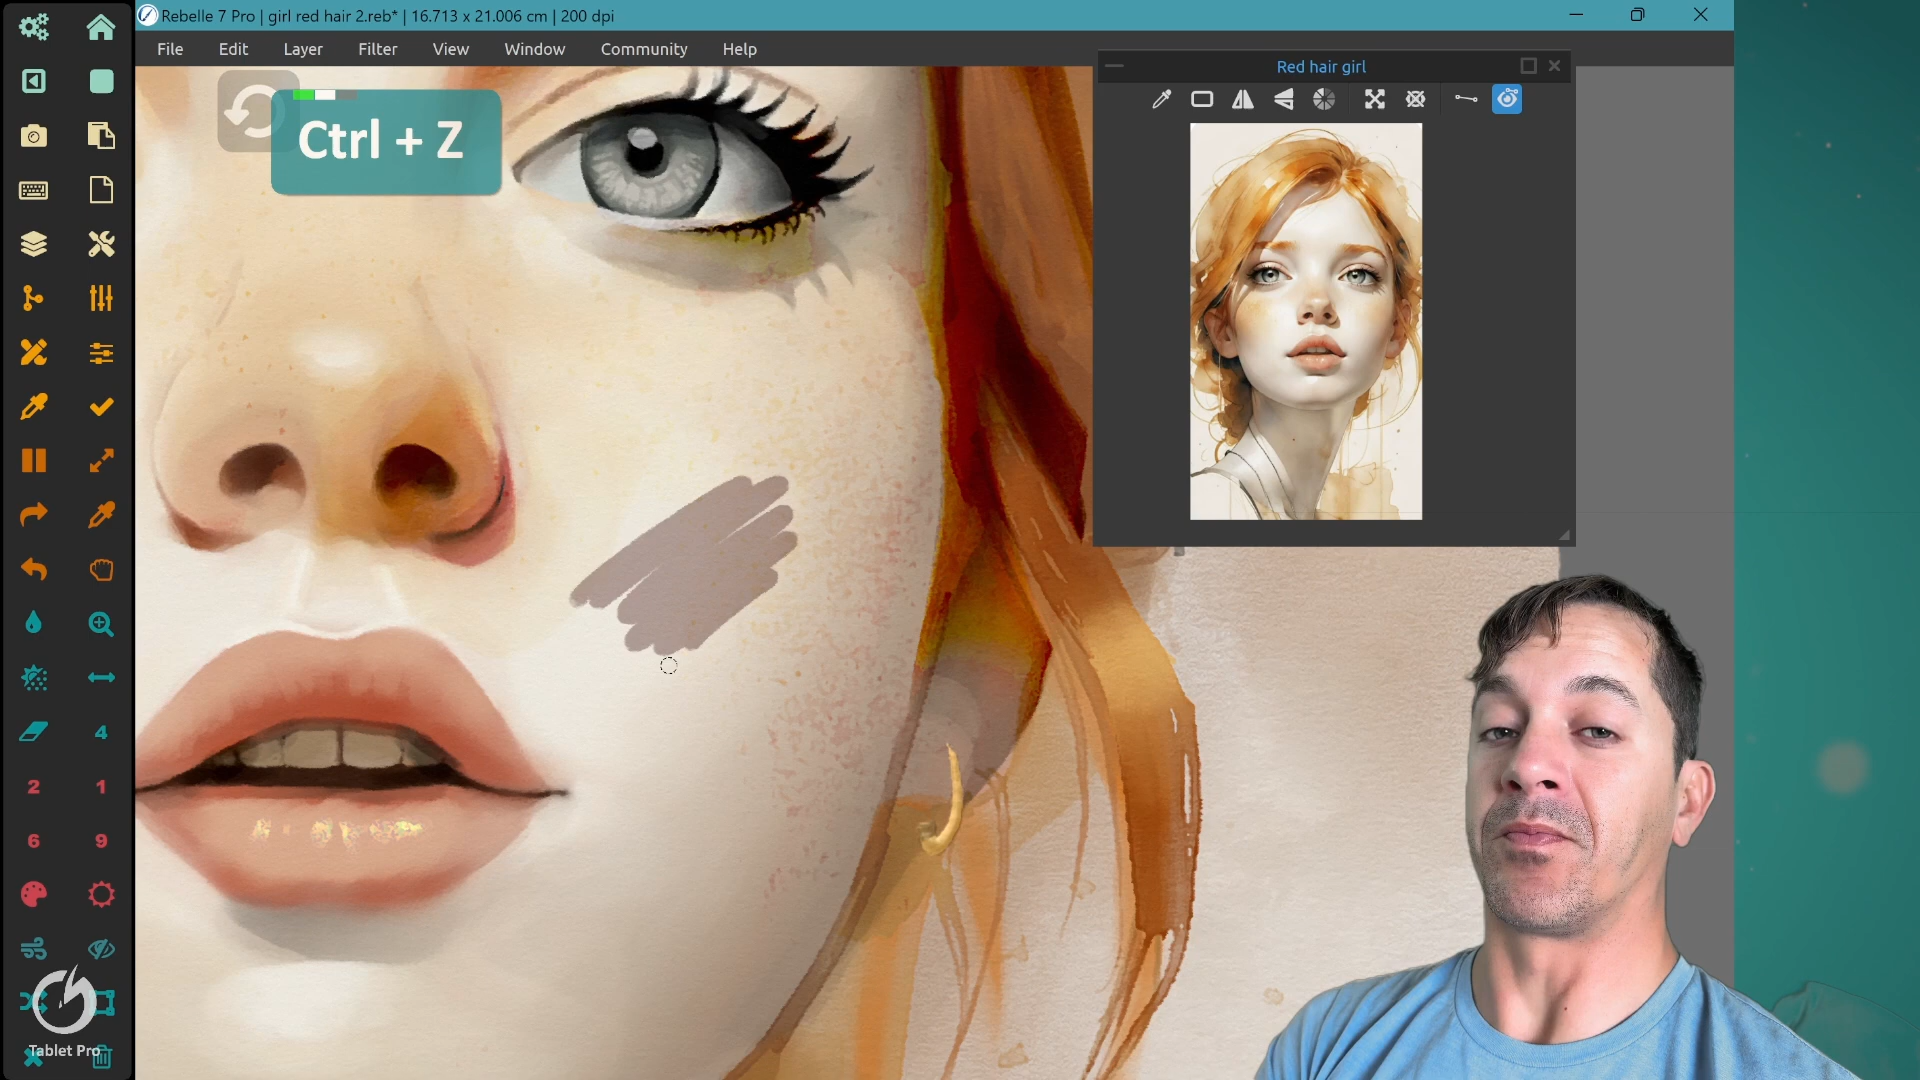 Rebelle 7 Pro | girl red hair 2.reb* | 16.713 x 21.006 cm | 200 dpi
File Edit Layer Filter View Window Community Help
Red hair girl
Ctrl + Z
4
2 1
6 9
Tablet Pro